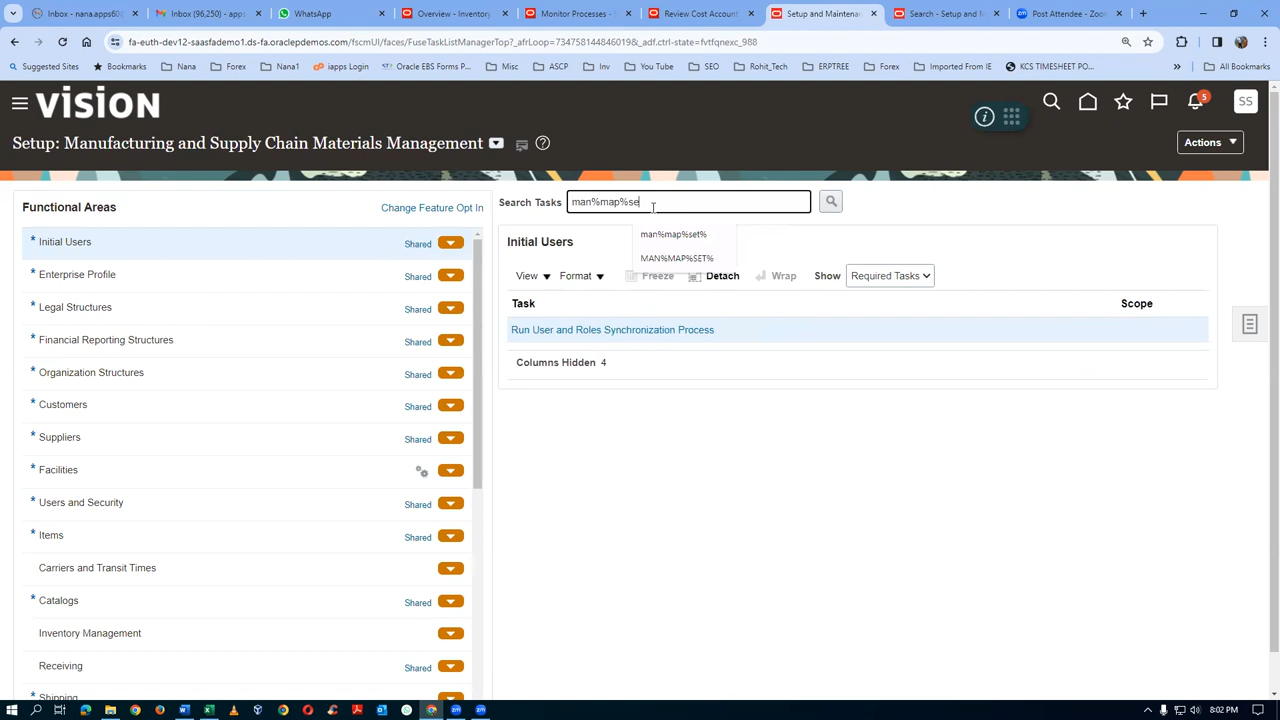 Inbox (160) - nana.apps60@
Inbox (96,250) - apps
WhatsApp
Overview - Inventory
Monitor Processes - S
Review Cost Account
Setup and Maintenan
Search - Setup and M
Post Attendee - Zoom
fa-euth-dev12-saasfademo1.ds-fa.oraclepdemos.com/fscmUI/faces/FuseTaskListManagerTop?_afrLoop=734758144846019&_adf.ctrl-state=fvtfqnexc_988
Suggested Sites
Bookmarks
Nana
Forex
Nana1
iapps Login
Oracle EBS Forms P...
Misc
ASCP
Inv
You Tube
SEO
Rohit_Tech
ERPTREE
Forex
Imported From IE
KCS TIMESHEET PO...
»
All Bookmarks
VISION
5
SS
Setup: Manufacturing and Supply Chain Materials Management
Actions
Functional Areas
Change Feature Opt In
* Initial Users Shared
* Enterprise Profile Shared
* Legal Structures Shared
* Financial Reporting Structures Shared
* Organization Structures Shared
* Customers Shared
* Suppliers Shared
* Facilities
* Users and Security Shared
* Items Shared
Carriers and Transit Times
* Catalogs Shared
Inventory Management
Receiving Shared
* Shipping
Search Tasks man%map%se
man%map%set%
MAN%MAP%SET%
Initial Users
View Format Freeze Detach Wrap Show Required Tasks
Task Scope
Run User and Roles Synchronization Process
Columns Hidden 4
8:02 PM